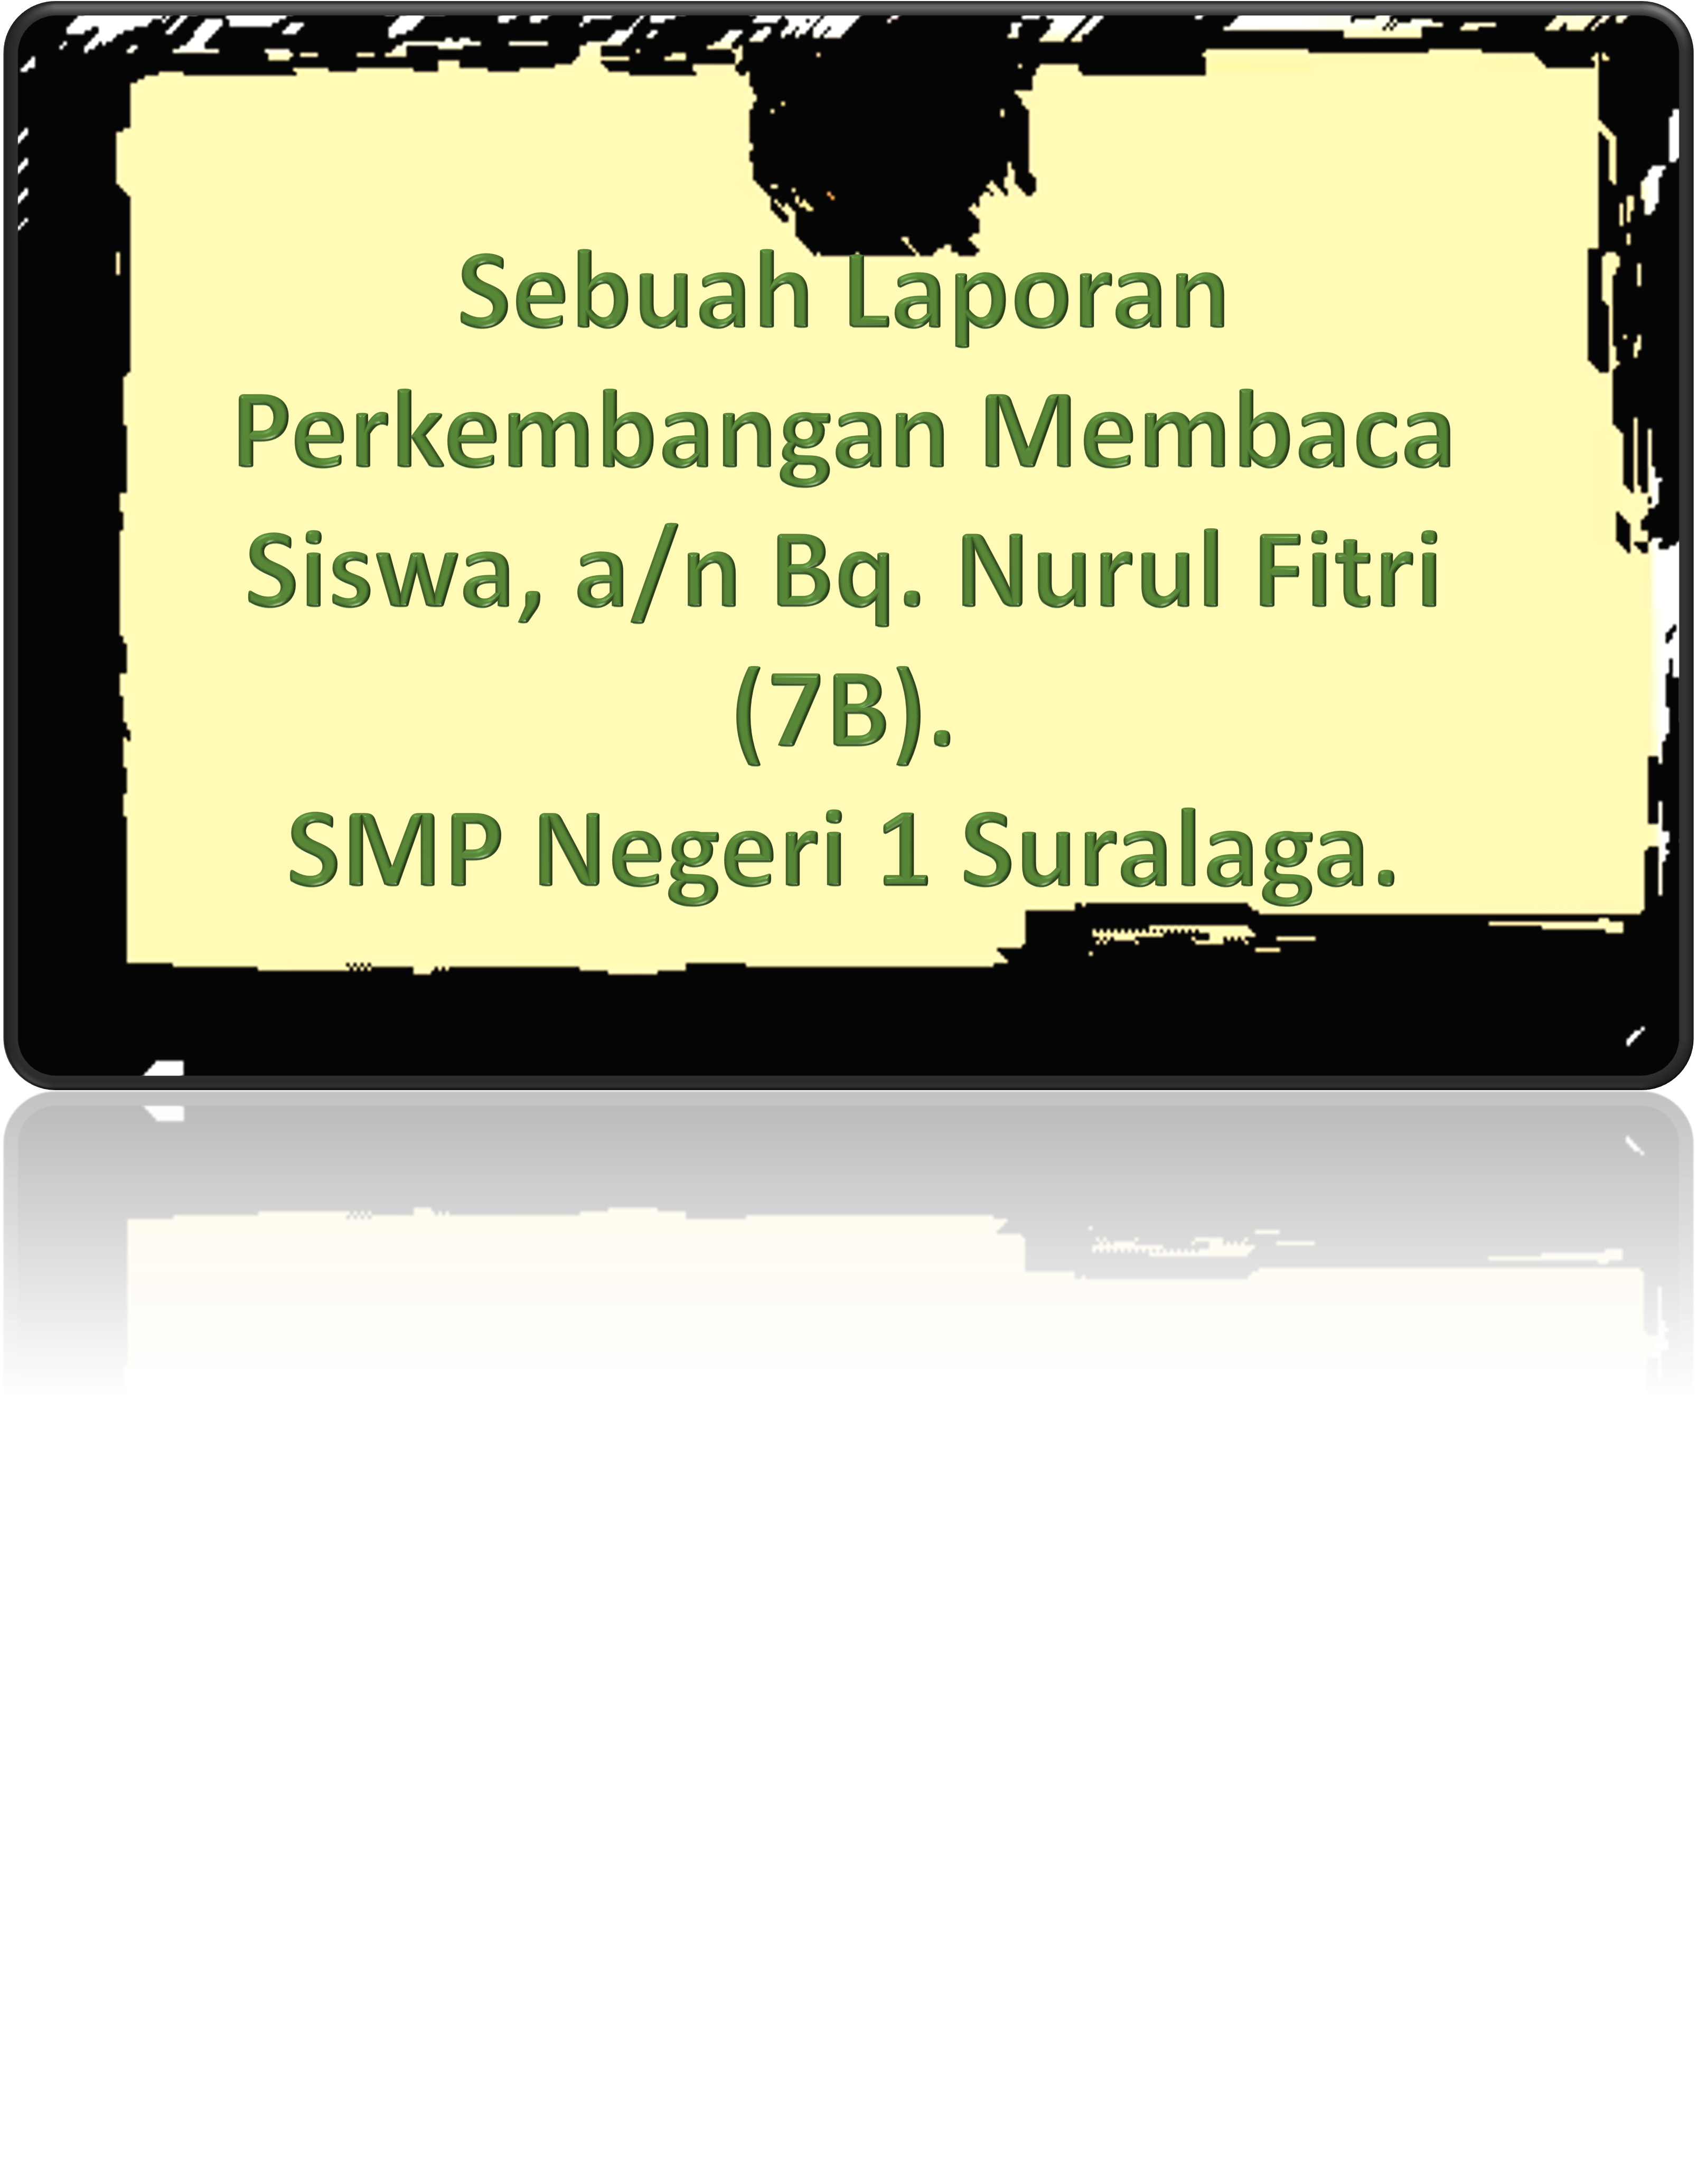 Sebuah Laporan
Perkembangan Membaca
Siswa, a/n Bq. Nurul Fitri
(7B).
SMP Negeri 1 Suralaga.